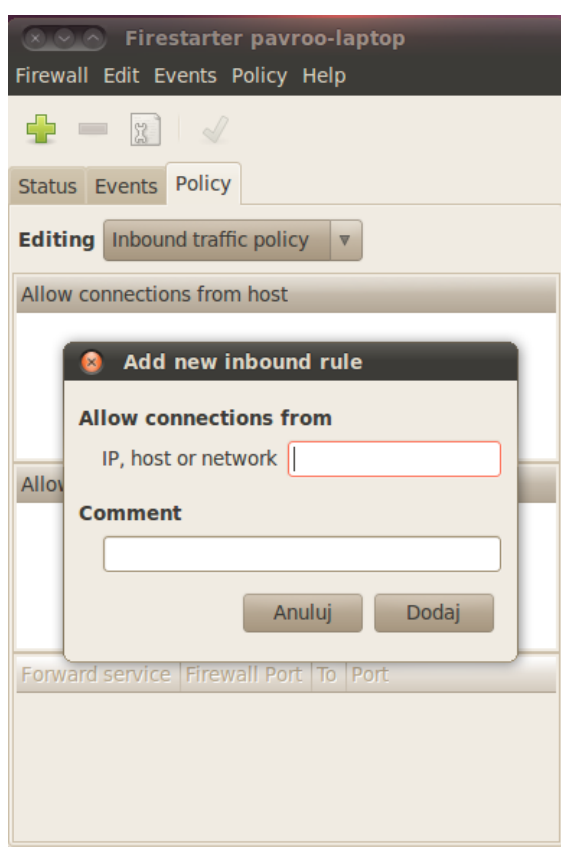 Firestarter pavroo-laptop
Firewall Edit Events Policy Help
Status Events Policy
Editing Inbound traffic policy
Allow connections from host
Add new inbound rule
Allow connections from
IP, host or network
Comment
Anuluj Dodaj
Forward service Firewall Port To Port